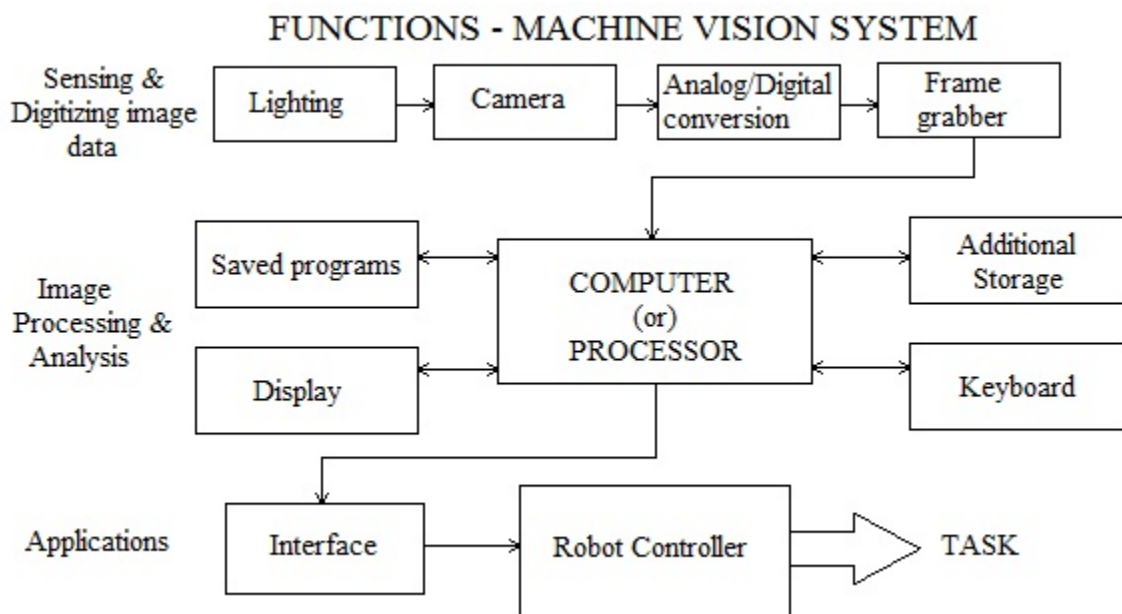 FUNCTIONS - MACHINE VISION SYSTEM
Sensing &
Digitizing image
data
Lighting
Camera
Analog/Digital
conversion
Frame
grabber
Image
Processing &
Analysis
Saved programs
COMPUTER
(or)
PROCESSOR
Additional
Storage
Display
Keyboard
Applications
Interface
Robot Controller
TASK